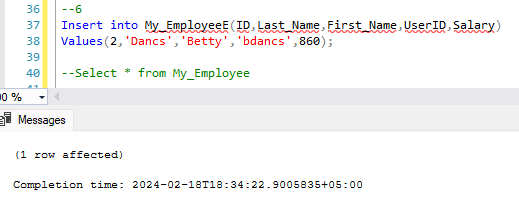 36 --6
37 Insert into My_EmployeeE(ID,Last_Name,First_Name,UserID,Salary)
38 Values(2,'Dancs','Betty','bdancs',860);
39
40 --Select * from My_Employee
%
Messages
(1 row affected)
Completion time: 2024-02-18T18:34:22.9005835+05:00